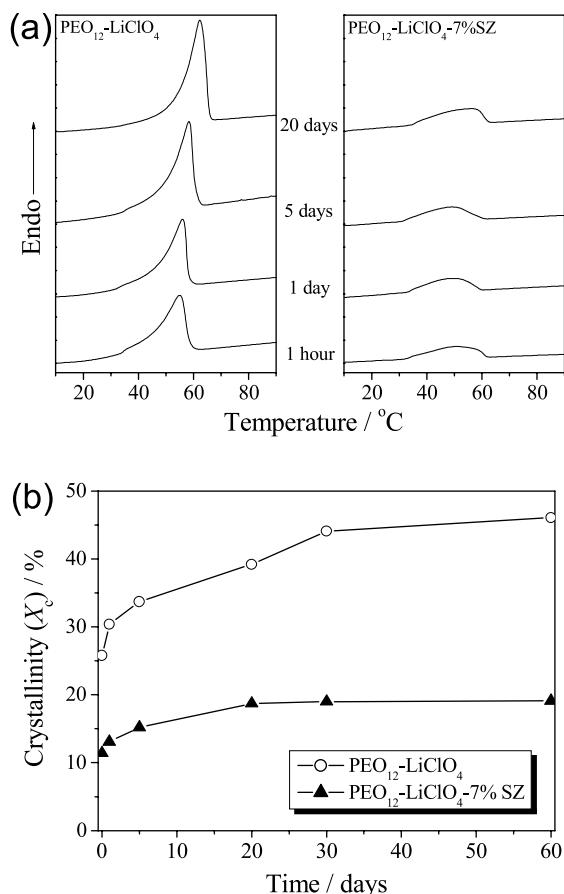 (a)
PEO12-LiClO4
PEO12-LiClO4-7%SZ
Endo
20 days
5 days
1 day
1 hour
20 40 60 80
20 40 60 80
Temperature / °C
(b)
Crystallinity (Xc) / %
50
40
30
20
10
0
PEO12-LiClO4
PEO12-LiClO4-7% SZ
0 10 20 30 40 50 60
Time / days